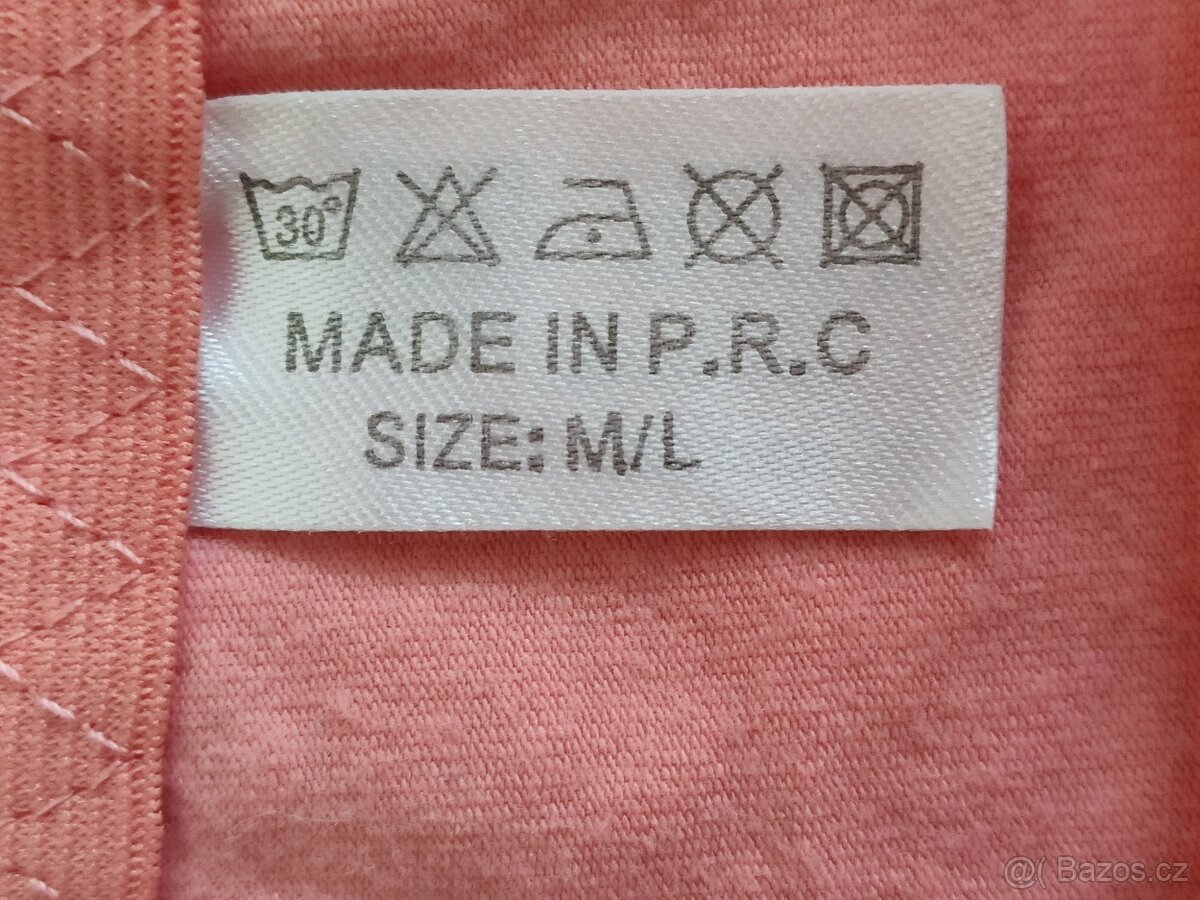 30°
MADE IN P.R.C
SIZE: M/L
@( Bazos.cz